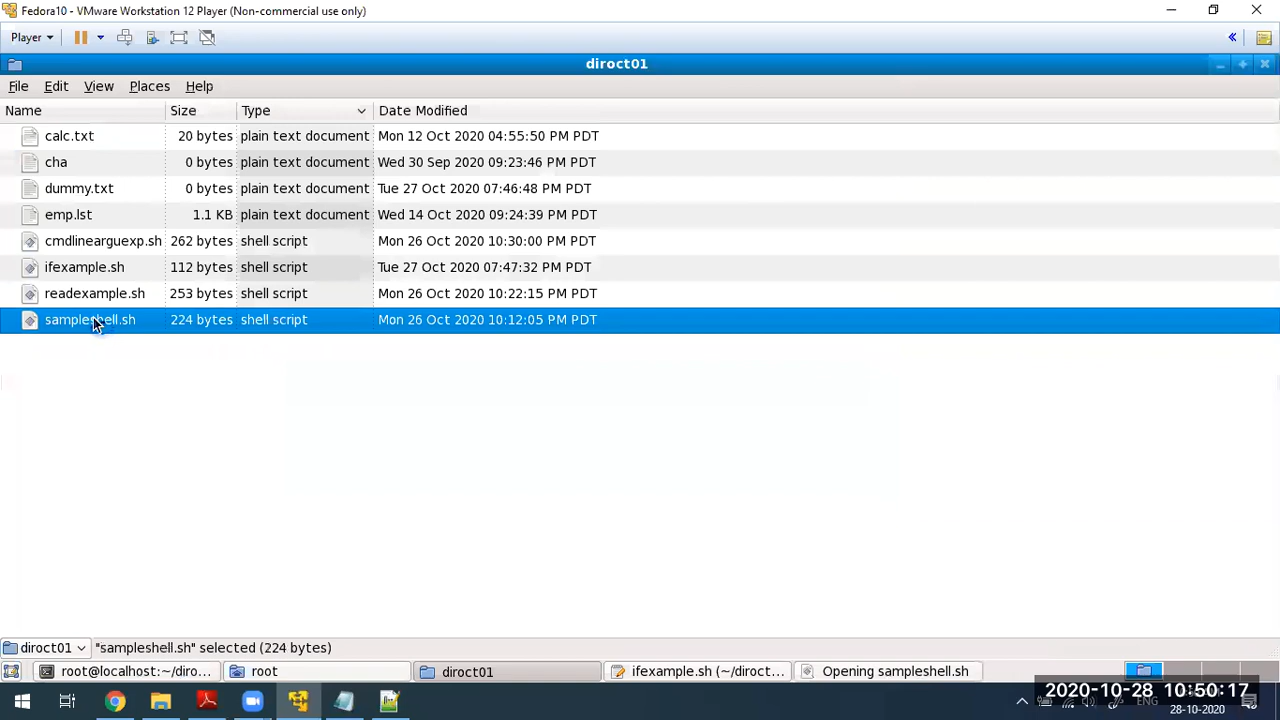 Fedora10 - VMware Workstation 12 Player (Non-commercial use only)
Player
diroct01
File Edit View Places Help
Name Size Type Date Modified
calc.txt 20 bytes plain text document Mon 12 Oct 2020 04:55:50 PM PDT
cha 0 bytes plain text document Wed 30 Sep 2020 09:23:46 PM PDT
dummy.txt 0 bytes plain text document Tue 27 Oct 2020 07:46:48 PM PDT
emp.lst 1.1 KB plain text document Wed 14 Oct 2020 09:24:39 PM PDT
cmdlinearguexp.sh 262 bytes shell script Mon 26 Oct 2020 10:30:00 PM PDT
ifexample.sh 112 bytes shell script Tue 27 Oct 2020 07:47:32 PM PDT
readexample.sh 253 bytes shell script Mon 26 Oct 2020 10:22:15 PM PDT
sampleshell.sh 224 bytes shell script Mon 26 Oct 2020 10:12:05 PM PDT
diroct01 "sampleshell.sh" selected (224 bytes)
root@localhost:~/diro... root diroct01 ifexample.sh (~/direct... Opening sampleshell.sh
2020-10-28 10:50:17
ENG 28-10-2020